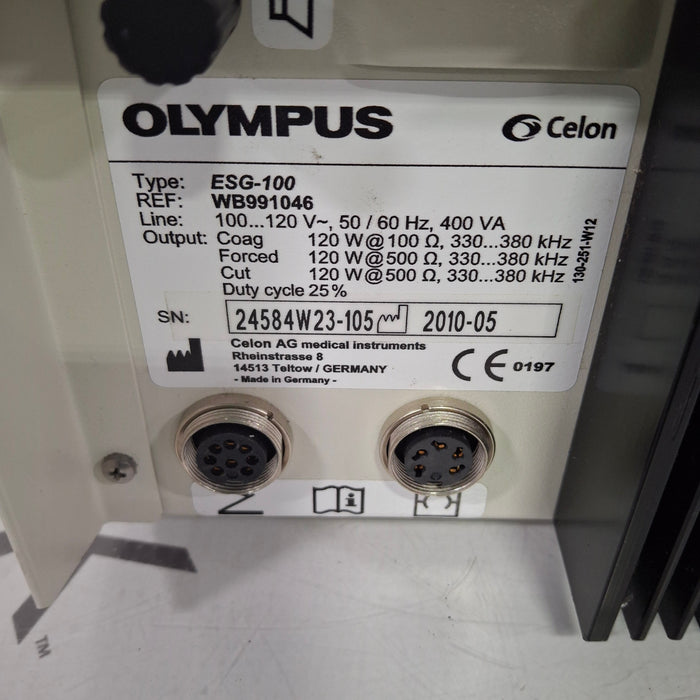 OLYMPUS Celon
Type: ESG-100
REF: WB991046
Line: 100...120 V~, 50 / 60 Hz, 400 VA
Output: Coag 120 W@100 Ω, 330...380 kHz
Forced 120 W@500 Ω, 330...380 kHz
Cut 120 W@500 Ω, 330...380 kHz
Duty cycle 25%
130-251-W12
SN: 24584W23-105 2010-05
Celon AG medical instruments
Rheinstrasse 8
14513 Teltow / GERMANY
- Made in Germany -
CE 0197
TM